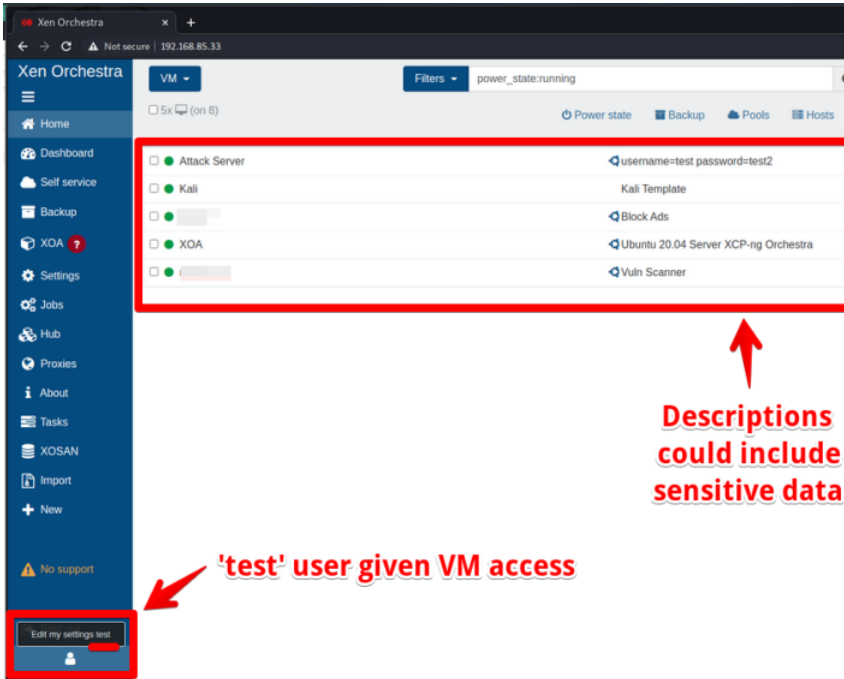 Xen Orchestra
Not secure 192.168.85.33
Xen Orchestra
VM
Filters
power_state:running
5x (on 8)
Power state
Backup
Pools
Hosts
Home
Dashboard
Self service
Backup
XOA ?
Settings
Jobs
Hub
Proxies
About
Tasks
XOSAN
Import
New
No support
Edit my settings test
Attack Server
username=test password=test2
Kali
Kali Template
Block Ads
XOA
Ubuntu 20.04 Server XCP-ng Orchestra
Vuln Scanner
Descriptions
could include
sensitive data
'test' user given VM access